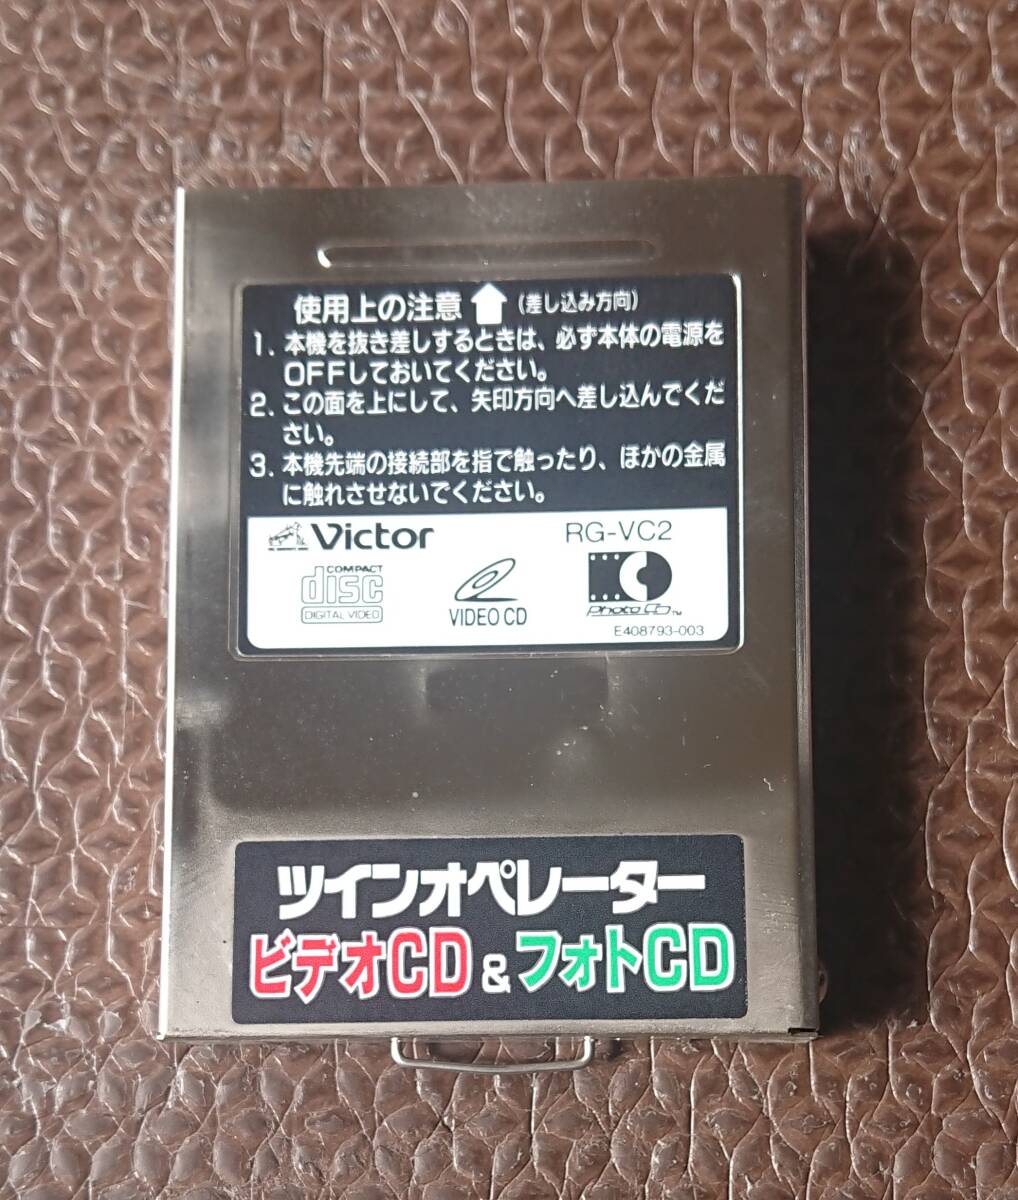 使用上の注意 (差し込み方向)
1. 本機を抜き差しするときは、必ず本体の電源を
OFFしておいてください。
2. この面を上にして、矢印方向へ差し込んでくだ
さい。
3. 本機先端の接続部を指で触ったり、ほかの金属
に触れさせないでください。
Victor RG-VC2
COMPACT
disc
DIGITAL VIDEO
VIDEO CD
Photo CD TM
E408793-003
ツインオペレーター
ビデオCD & フォトCD